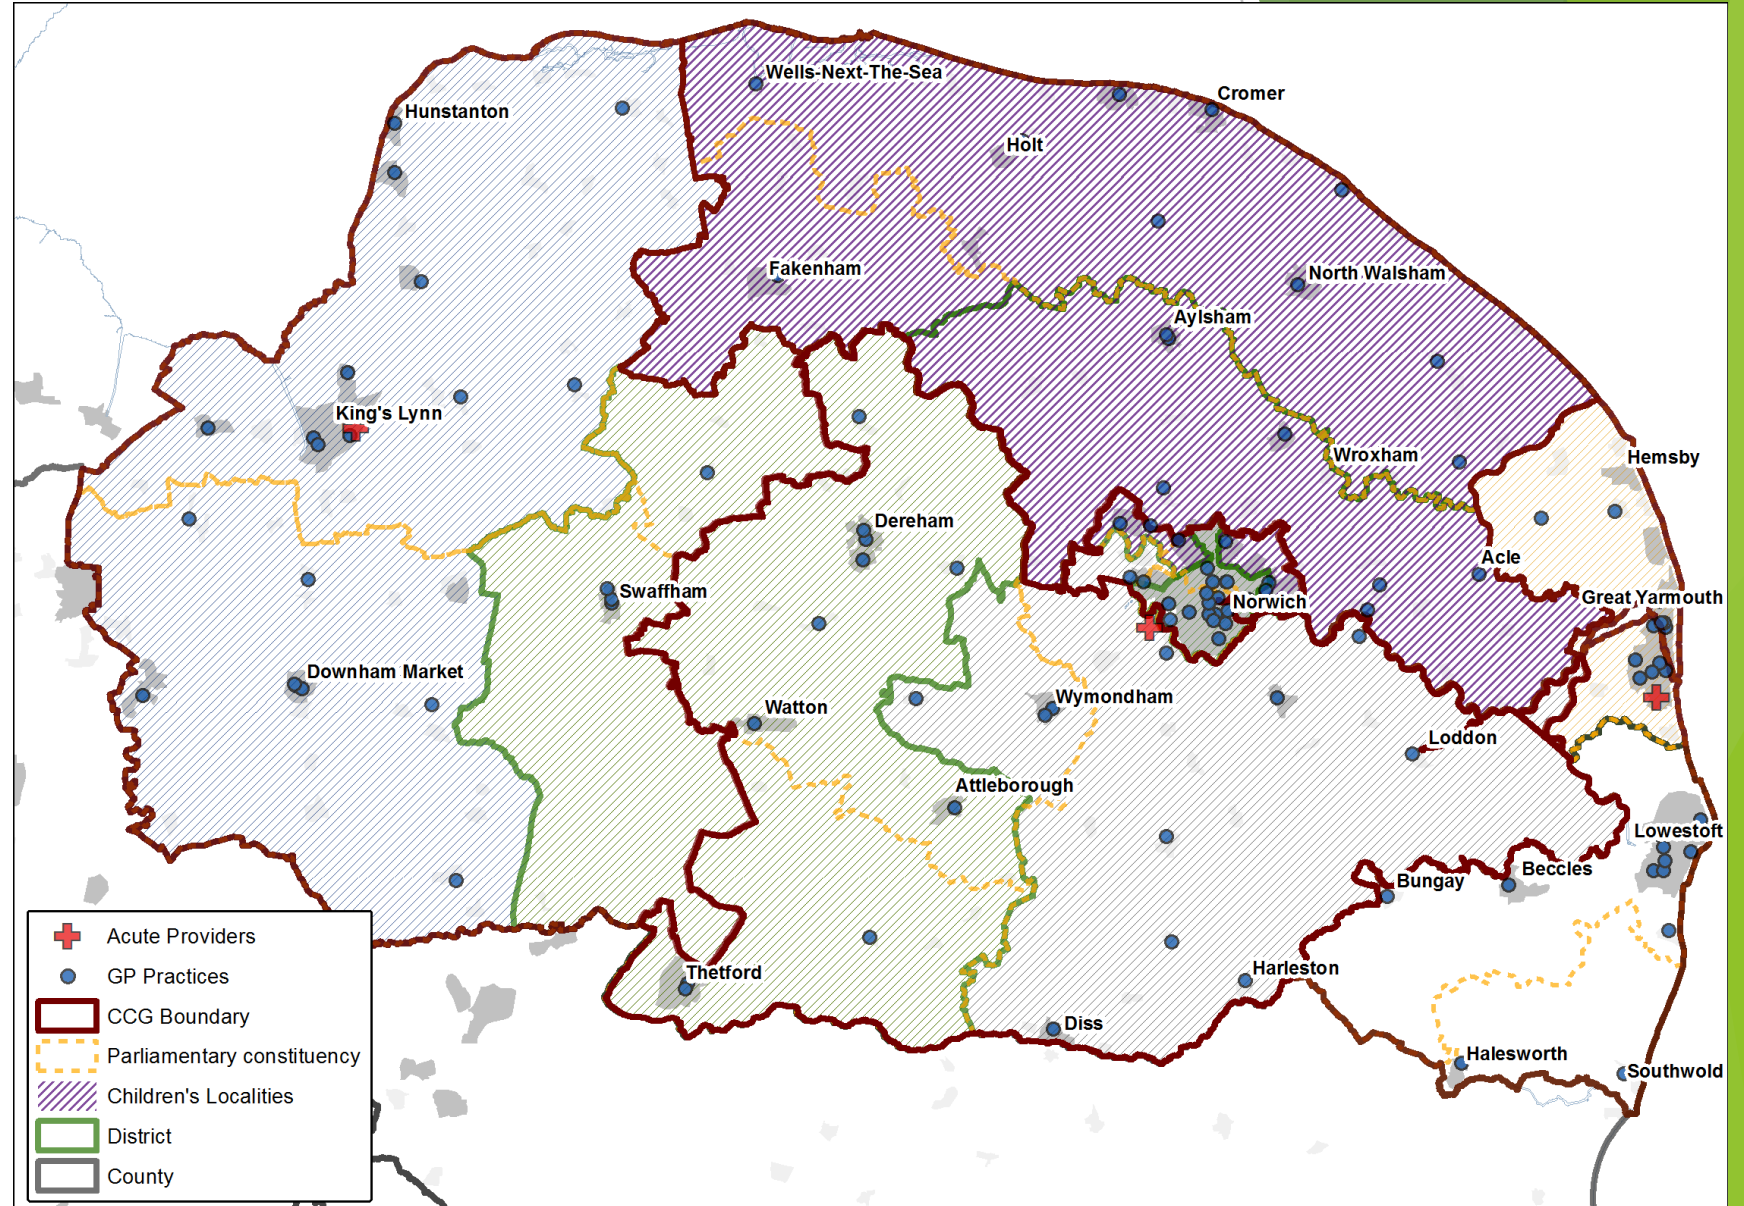 Wells-Next-The-Sea
Cromer
Hunstanton
Holt
Fakenham
North Walsham
Aylsham
King's Lynn
Wroxham
Hemsby
Dereham
Acle
Swaffham
Norwich
Great Yarmouth
Downham Market
Wymondham
Watton
Loddon
Attleborough
Lowestoft
Beccles
Bungay
Harleston
Thetford
Diss
Halesworth
Southwold
Acute Providers
GP Practices
CCG Boundary
Parliamentary constituency
Children's Localities
District
County